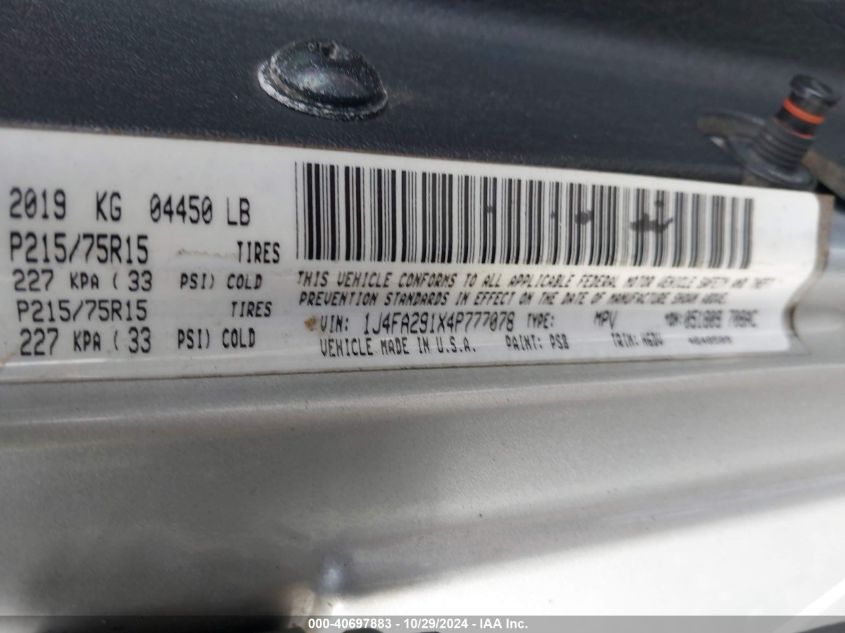 2019 KG 04450 LB
P215/75R15 TIRES
227 KPA ( 33 PSI) COLD
P215/75R15 TIRES
227 KPA ( 33 PSI) COLD
THIS VEHICLE CONFORMS TO ALL APPLICABLE FEDERAL MOTOR VEHICLE SAFETY AND THEFT
PREVENTION STANDARDS IN EFFECT ON THE DATE OF MANUFACTURE SHOWN ABOVE.
VIN: 1J4FA291X4P777078 TYPE: MPV
VEHICLE MADE IN U.S.A. PAINT: PSB TRIM:
000-40697883 - 10/29/2024 - IAA Inc.